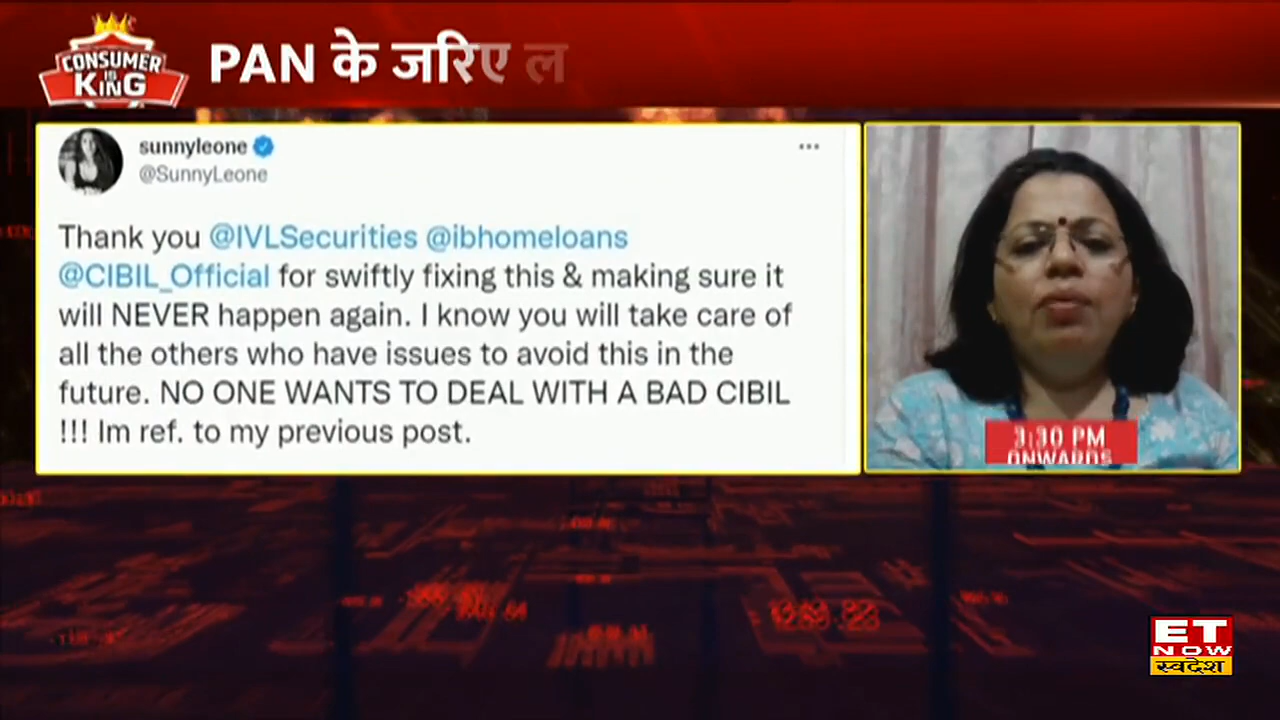 CONSUMER
IS
KING
PAN के जरिए ल
sunnyleone
@SunnyLeone
Thank you @IVLSecurities @ibhomeloans
@CIBIL_Official for swiftly fixing this & making sure it
will NEVER happen again. I know you will take care of
all the others who have issues to avoid this in the
future. NO ONE WANTS TO DEAL WITH A BAD CIBIL
!!! Im ref. to my previous post.
3:30 PM
ONWARDS
ET
NOW
स्वदेश